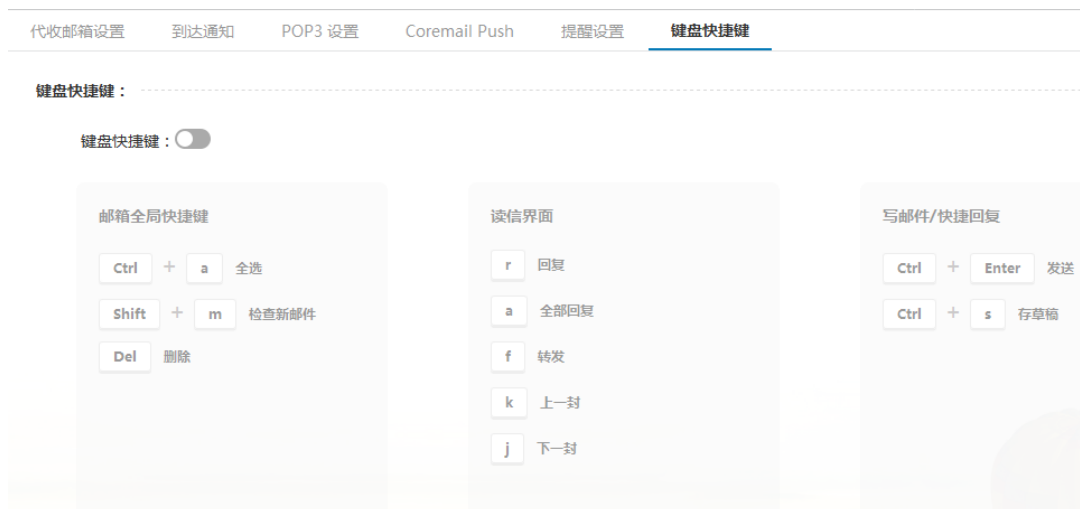 代收邮箱设置 到达通知 POP3 设置 Coremail Push 提醒设置 键盘快捷键
键盘快捷键：
键盘快捷键：
邮箱全局快捷键
Ctrl + a 全选
Shift + m 检查新邮件
Del 删除
读信界面
r 回复
a 全部回复
f 转发
k 上一封
j 下一封
写邮件/快捷回复
Ctrl + Enter 发送
Ctrl + s 存草稿